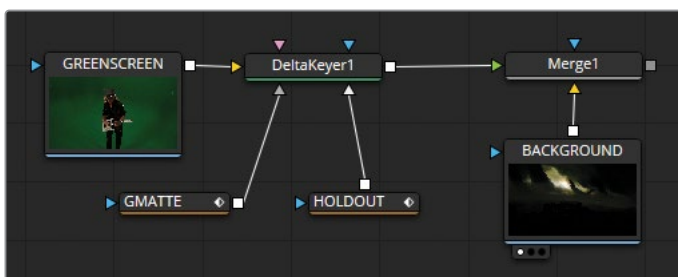 GREENSCREEN
DeltaKeyer1
Merge1
BACKGROUND
GMATTE
HOLDOUT